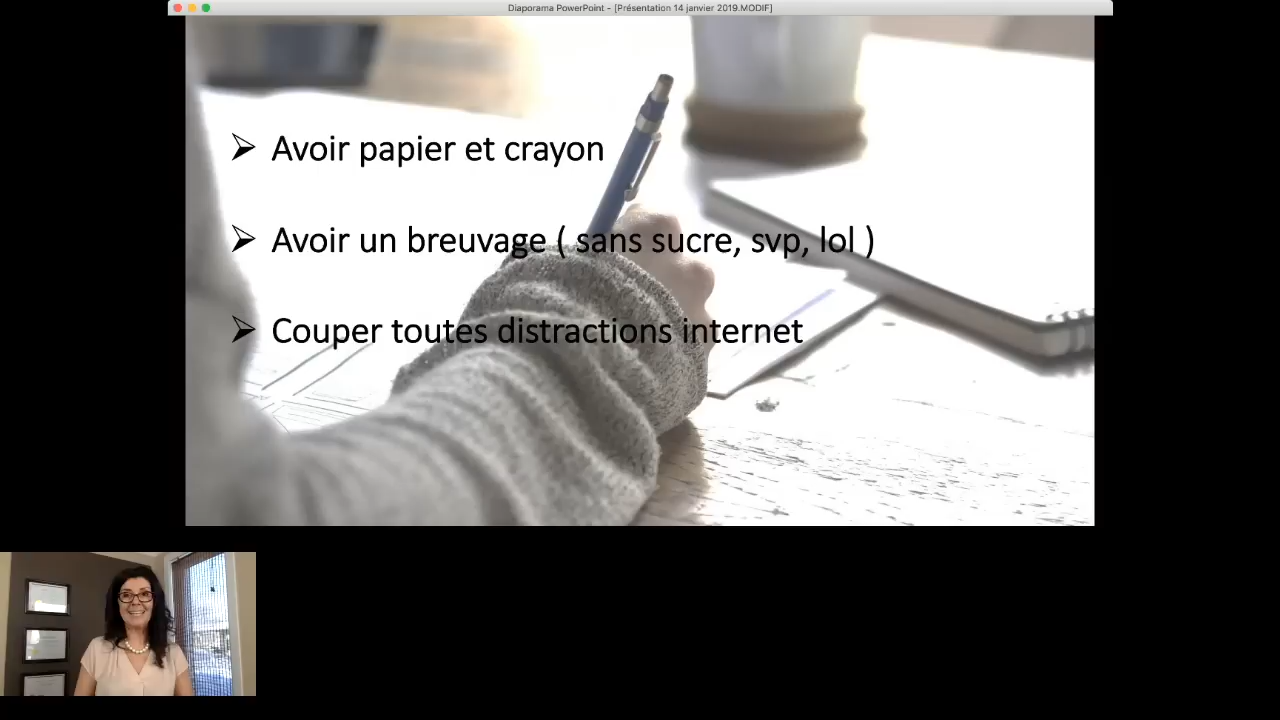 Diaporama PowerPoint - [Présentation 14 janvier 2019.MODIF]
➢ Avoir papier et crayon
➢ Avoir un breuvage ( sans sucre, svp, lol )
➢ Couper toutes distractions internet